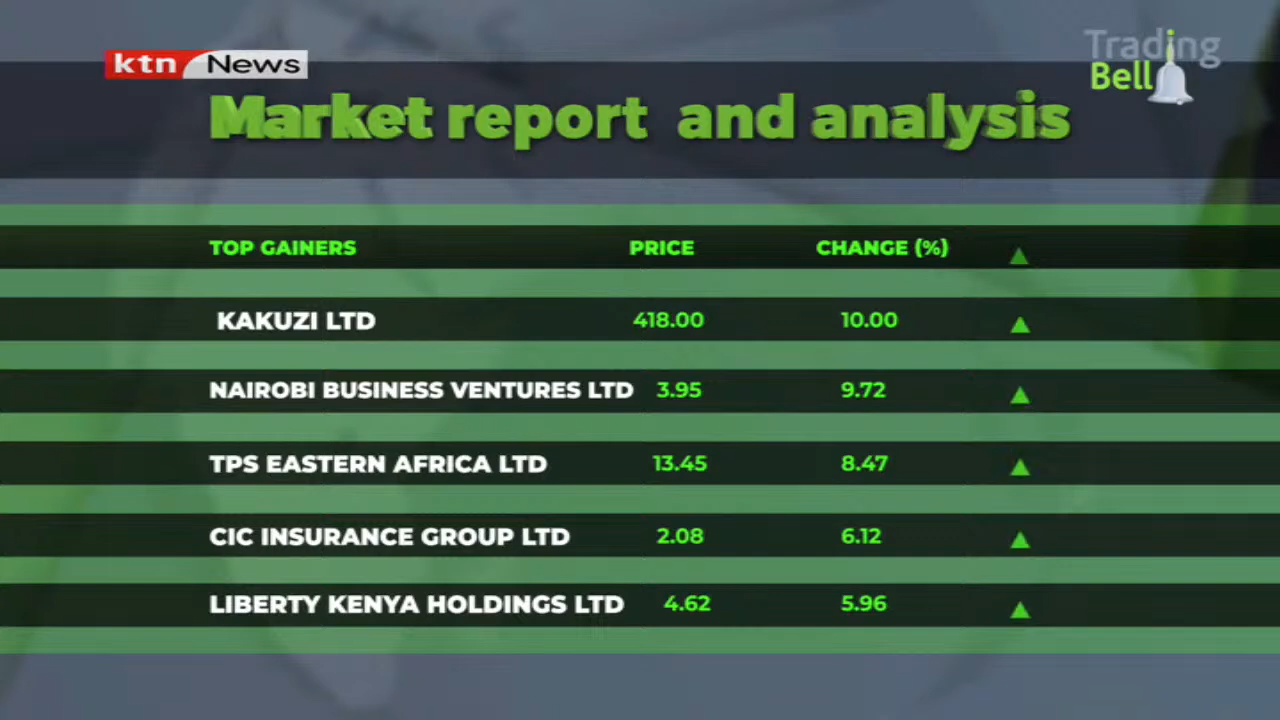 ktn News
Trading
Bell
Market report and analysis
TOP GAINERS PRICE CHANGE (%)
KAKUZI LTD 418.00 10.00
NAIROBI BUSINESS VENTURES LTD 3.95 9.72
TPS EASTERN AFRICA LTD 13.45 8.47
CIC INSURANCE GROUP LTD 2.08 6.12
LIBERTY KENYA HOLDINGS LTD 4.62 5.96